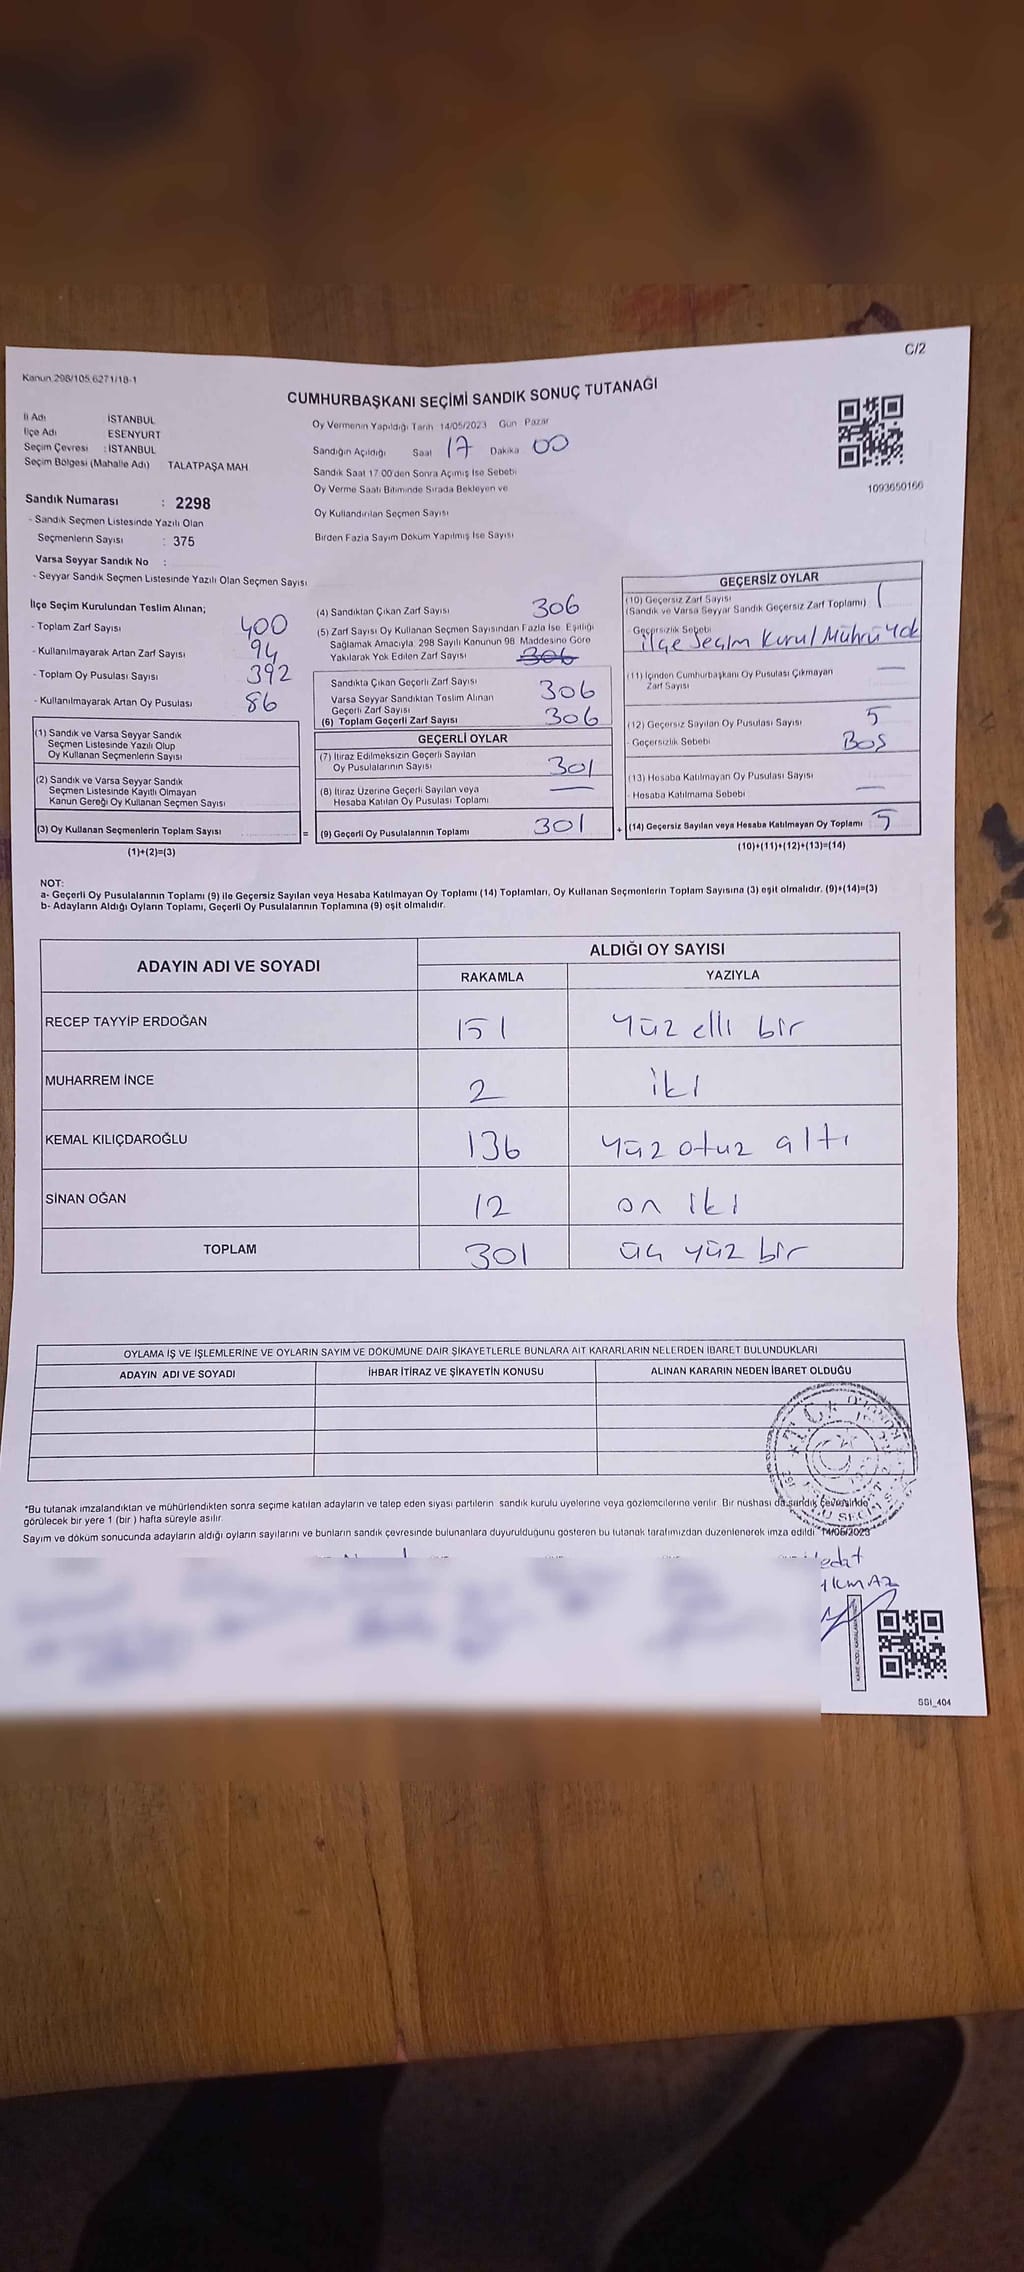 C/2
Kanun 298/105,6271/18-1
CUMHURBAŞKANI SEÇİMİ SANDIK SONUÇ TUTANAĞI
İl Adı : İSTANBUL
İlçe Adı : ESENYURT
Seçim Çevresi : İSTANBUL
Seçim Bölgesi (Mahalle Adı) : TALATPAŞA MAH.
Sandık Numarası : 2298
- Sandık Seçmen Listesinde Yazılı Olan
Seçmenlerin Sayısı : 375
Varsa Seyyar Sandık No :
- Seyyar Sandık Seçmen Listesinde Yazılı Olan Seçmen Sayısı
Oy Vermenin Yapıldığı Tarih 14/05/2023 Gün Pazar
Sandığın Açıldığı Saat 17 Dakika 00
Sandık Saat 17.00'den Sonra Açılmış İse Sebebi
Oy Verme Saati Bitiminde Sırada Bekleyen ve
Oy Kullandırılan Seçmen Sayısı
Birden Fazla Sayım Döküm Yapılmış İse Sayısı
1093650166
İlçe Seçim Kurulundan Teslim Alınan;
- Toplam Zarf Sayısı 400
- Kullanılmayarak Artan Zarf Sayısı 94
- Toplam Oy Pusulası Sayısı 392
- Kullanılmayarak Artan Oy Pusulası 86
(1) Sandık ve Varsa Seyyar Sandık
Seçmen Listesinde Yazılı Olup
Oy Kullanan Seçmenlerin Sayısı
(2) Sandık ve Varsa Seyyar Sandık
Seçmen Listesinde Kayıtlı Olmayan
Kanun Gereği Oy Kullanan Seçmen Sayısı
(3) Oy Kullanan Seçmenlerin Toplam Sayısı =
(1)+(2)=(3)
(4) Sandıktan Çıkan Zarf Sayısı 306
(5) Zarf Sayısı Oy Kullanan Seçmen Sayısından Fazla İse, Eşitliği
Sağlamak Amacıyla, 298 Sayılı Kanunun 98. Maddesine Göre
Yakılarak Yok Edilen Zarf Sayısı 306
Sandıkta Çıkan Geçerli Zarf Sayısı 306
Varsa Seyyar Sandıktan Teslim Alınan
Geçerli Zarf Sayısı
(6) Toplam Geçerli Zarf Sayısı 306
GEÇERLİ OYLAR
(7) İtiraz Edilmeksizin Geçerli Sayılan
Oy Pusulalarının Sayısı 301
(8) İtiraz Üzerine Geçerli Sayılan veya
Hesaba Katılan Oy Pusulası Toplamı —
(9) Geçerli Oy Pusulalarının Toplamı 301 +
GEÇERSİZ OYLAR
(10) Geçersiz Zarf Sayısı
(Sandık ve Varsa Seyyar Sandık Geçersiz Zarf Toplamı) 1
- Geçersizlik Sebebi
ilçe Seçim Kurul Mührü Yok
(11) İçinden Cumhurbaşkanı Oy Pusulası Çıkmayan
Zarf Sayısı —
(12) Geçersiz Sayılan Oy Pusulası Sayısı 5
- Geçersizlik Sebebi Boş
(13) Hesaba Katılmayan Oy Pusulası Sayısı
- Hesaba Katılmama Sebebi —
(14) Geçersiz Sayılan veya Hesaba Katılmayan Oy Toplamı 5
(10)+(11)+(12)+(13)=(14)
NOT:
a- Geçerli Oy Pusulalarının Toplamı (9) ile Geçersiz Sayılan veya Hesaba Katılmayan Oy Toplamı (14) Toplamları, Oy Kullanan Seçmenlerin Toplam Sayısına (3) eşit olmalıdır. (9)+(14)=(3)
b- Adayların Aldığı Oyların Toplamı, Geçerli Oy Pusulalarının Toplamına (9) eşit olmalıdır.
ADAYIN ADI VE SOYADI ALDIĞI OY SAYISI
RAKAMLA YAZIYLA
RECEP TAYYİP ERDOĞAN 151 yüz elli bir
MUHARREM İNCE 2 iki
KEMAL KILIÇDAROĞLU 136 yüz otuz altı
SİNAN OĞAN 12 on iki
TOPLAM 301 üç yüz bir
OYLAMA İŞ VE İŞLEMLERİNE VE OYLARIN SAYIM VE DÖKÜMÜNE DAİR ŞİKAYETLERLE BUNLARA AİT KARARLARIN NELERDEN İBARET BULUNDUKLARI
ADAYIN ADI VE SOYADI İHBAR İTİRAZ VE ŞİKAYETİN KONUSU ALINAN KARARIN NEDEN İBARET OLDUĞU
*Bu tutanak imzalandıktan ve mühürlendikten sonra seçime katılan adayların ve talep eden siyasi partilerin sandık kurulu üyelerine veya gözlemcilerine verilir. Bir nüshası da sandık çevresinde
görülecek bir yere 1 (bir) hafta süreyle asılır.
Sayım ve döküm sonucunda adayların aldığı oyların sayılarını ve bunların sandık çevresinde bulunanlara duyurulduğunu gösteren bu tutanak tarafımızdan düzenlenerek imza edildi. 14/05/2023
SSİ_404